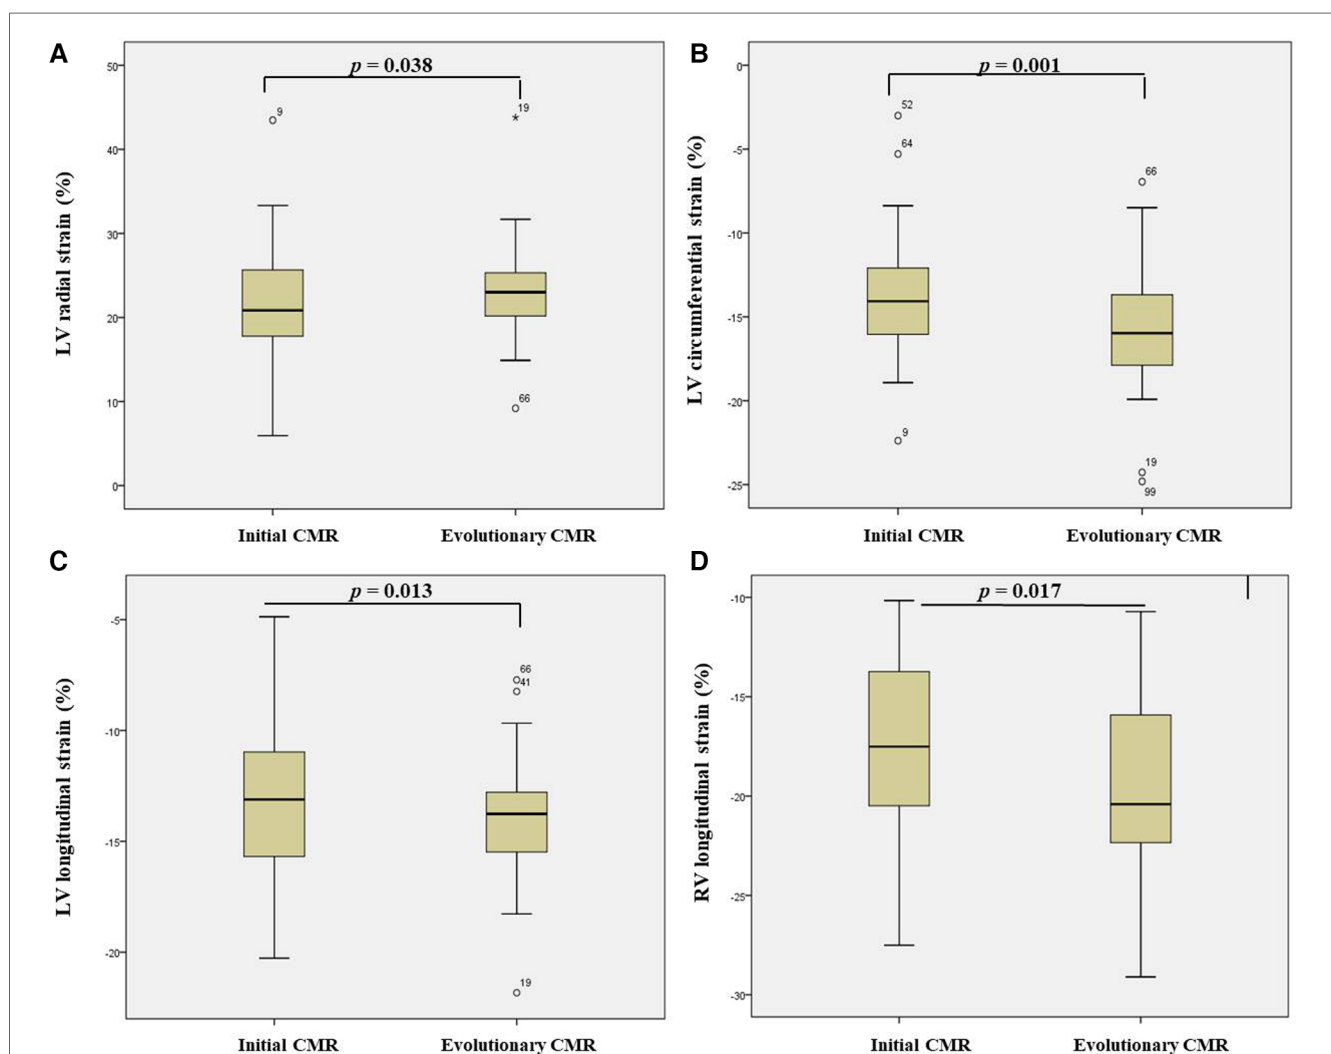 A
p = 0.038
LV radial strain (%)
50
40
30
20
10
0
9
19
*
66
Initial CMR
Evolutionary CMR
B
p = 0.001
LV circumferential strain (%)
0
-5
-10
-15
-20
-25
52
64
9
66
19
99
Initial CMR
Evolutionary CMR
C
p = 0.013
LV longitudinal strain (%)
-5
-10
-15
-20
66
41
19
Initial CMR
Evolutionary CMR
D
p = 0.017
RV longitudinal strain (%)
-10
-15
-20
-25
-30
Initial CMR
Evolutionary CMR